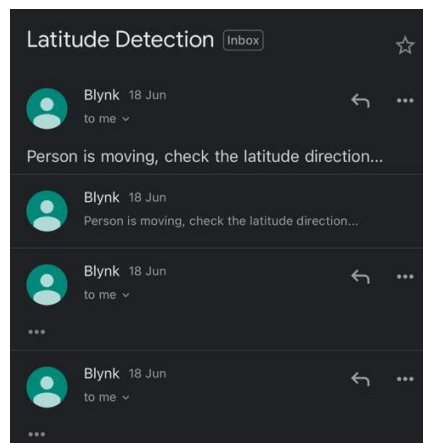 Latitude Detection Inbox
Blynk 18 Jun
to me
Person is moving, check the latitude direction...
Blynk 18 Jun
Person is moving, check the latitude direction...
Blynk 18 Jun
to me
...
Blynk 18 Jun
to me
...